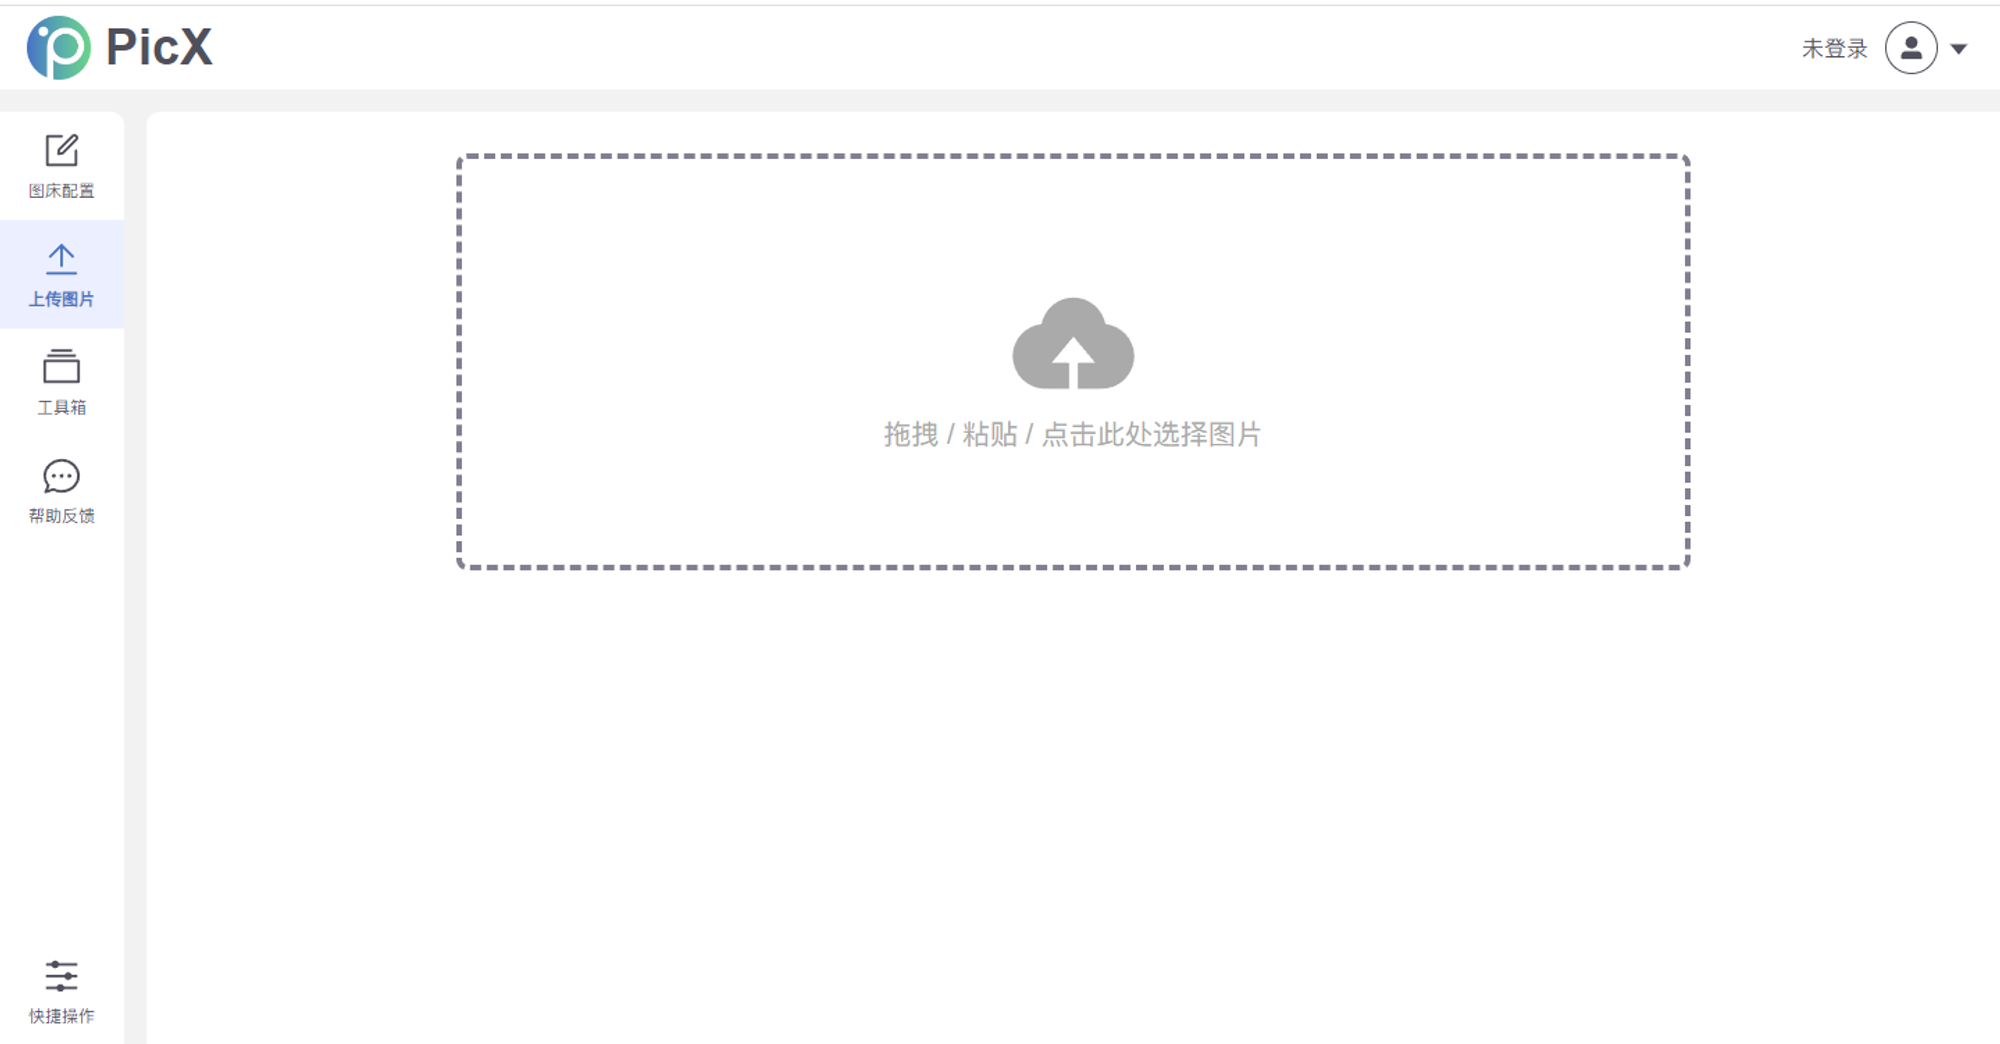 PicX
未登录
图床配置
上传图片
工具箱
帮助反馈
拖拽 / 粘贴 / 点击此处选择图片
快捷操作